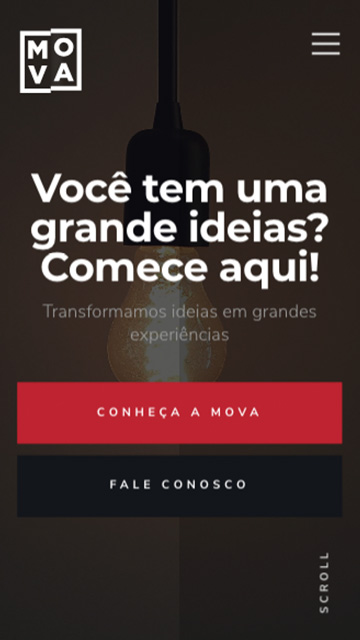 MO
VA
Você tem uma
grande ideias?
Comece aqui!
Transformamos ideias em grandes
experiências
CONHEÇA A MOVA
FALE CONOSCO
SCROLL